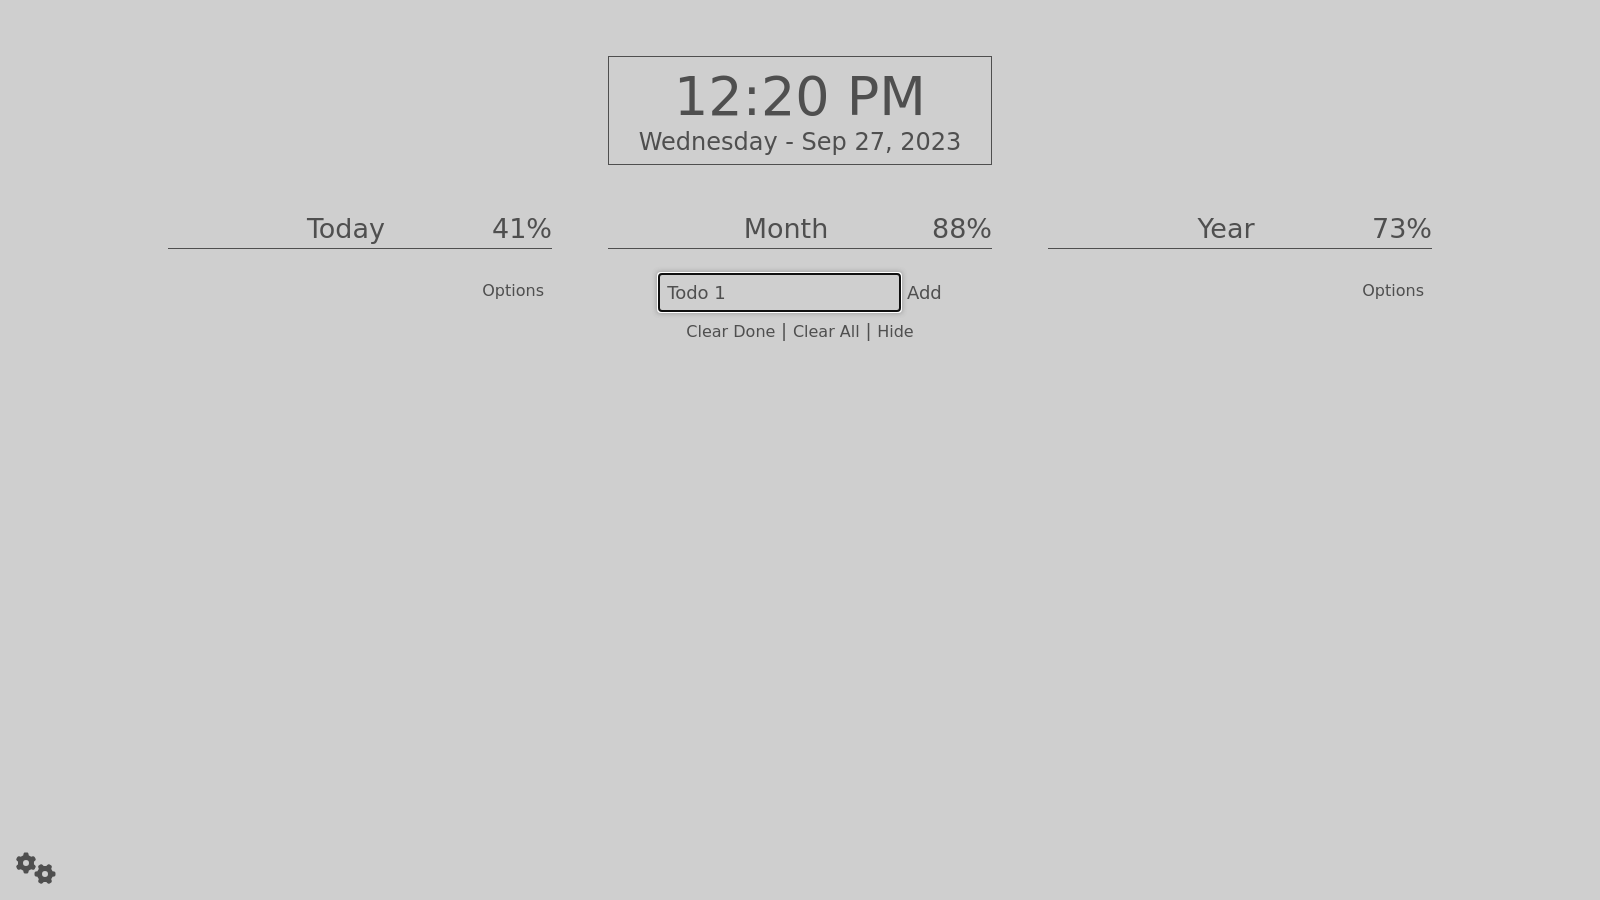 12:20 PM
Wednesday - Sep 27, 2023
Today 41%
Month 88%
Year 73%
Options
Todo 1 Add
Options
Clear Done | Clear All | Hide